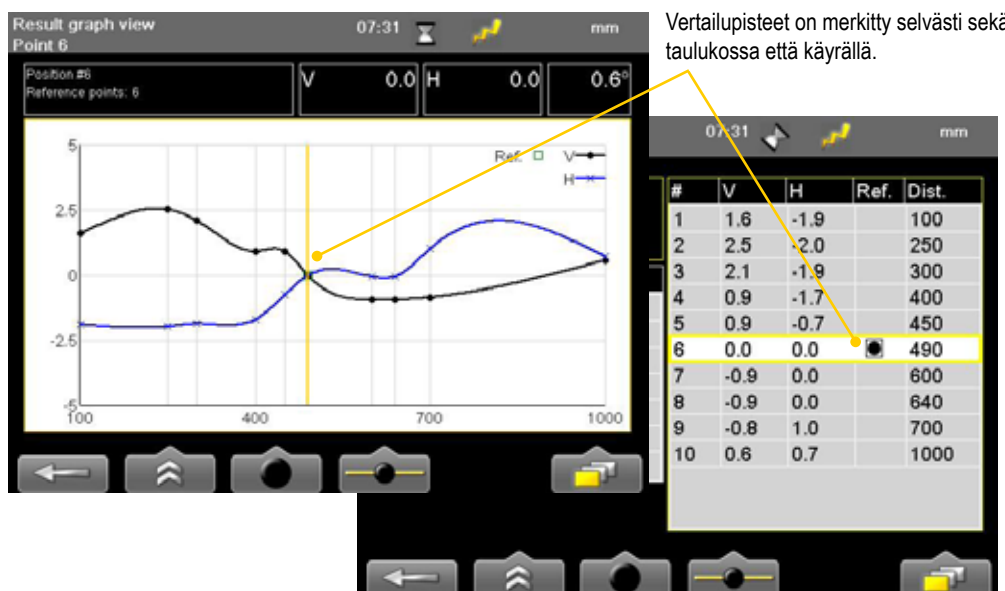 Result graph view
Point 6
07:31
mm
Vertailupisteet on merkitty selvästi sekä
taulukossa että käyrällä.
Position #6
Reference points: 6
V 0.0
H 0.0
0.6°
Ref. V
H
5
2.5
0
-2.5
-5
100 400 700 1000
07:31
mm
# V H Ref. Dist.
1 1.6 -1.9 100
2 2.5 -2.0 250
3 2.1 -1.9 300
4 0.9 -1.7 400
5 0.9 -0.7 450
6 0.0 0.0 490
7 -0.9 0.0 600
8 -0.9 0.0 640
9 -0.8 1.0 700
10 0.6 0.7 1000